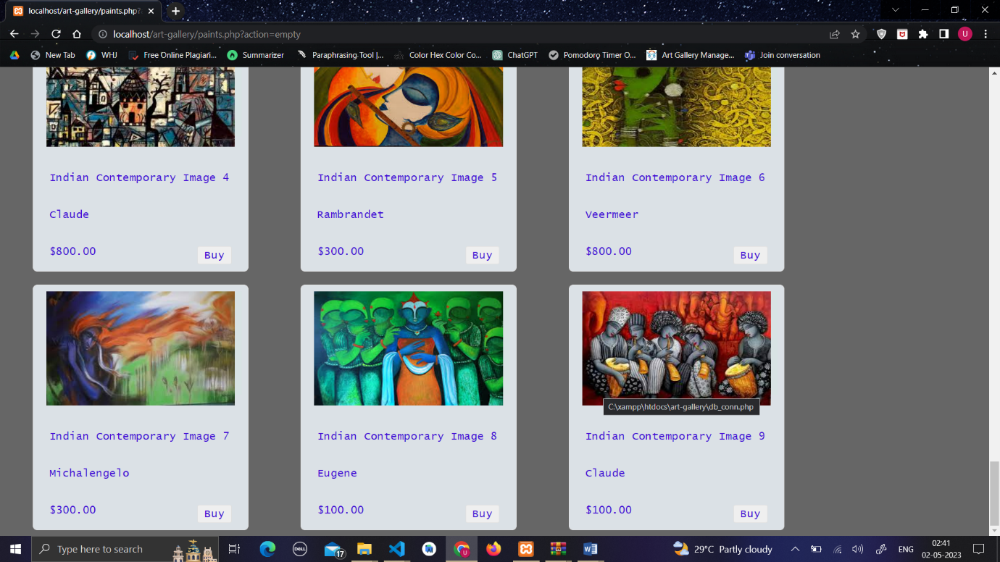 localhost/art-gallery/paints.php?
localhost/art-gallery/paints.php?action=empty
U
New Tab
WHJ
Free Online Plagiari...
Summarizer
Paraphrasing Tool |...
Color Hex Color Co...
ChatGPT
Pomodoro Timer O...
Art Gallery Manage...
Join conversation
Indian Contemporary Image 4
Indian Contemporary Image 5
Indian Contemporary Image 6
Claude
Rambrandet
Veermeer
$800.00
Buy
$300.00
Buy
$800.00
Buy
C:\xampp\htdocs\art-gallery\db_conn.php
Indian Contemporary Image 7
Indian Contemporary Image 8
Indian Contemporary Image 9
Michalengelo
Eugene
Claude
$300.00
Buy
$100.00
Buy
$100.00
Buy
Type here to search
DELL
17
U
29°C Partly cloudy
ENG
02:41
02-05-2023